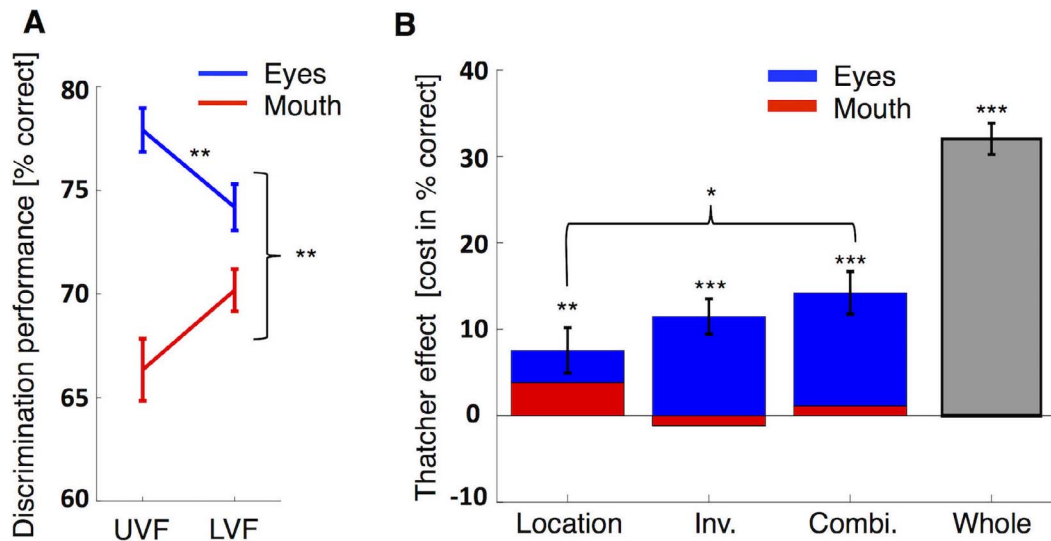 A
Discrimination performance [% correct]
Eyes
Mouth
80
75
70
65
60
**
**
UVF LVF
B
Thatcher effect [cost in % correct]
Eyes
Mouth
40
30
20
10
0
-10
**
***
***
***
*
Location Inv. Combi. Whole